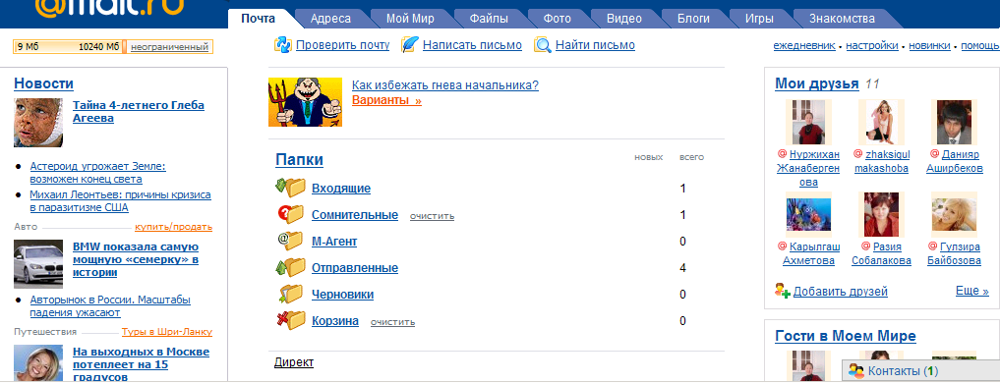 @mail.ru
Почта
Адреса
Мой Мир
Файлы
Фото
Видео
Блоги
Игры
Знакомства
9 Мб 10240 Мб неограниченный
Проверить почту
Написать письмо
Найти письмо
ежедневник • настройки • новинки • помощь
Новости
Тайна 4-летнего Глеба
Агеева
Астероид угрожает Земле:
возможен конец света
Михаил Леонтьев: причины кризиса
в паразитизме США
Авто купить/продать
BMW показала самую
мощную «семерку» в
истории
Авторынок в России. Масштабы
падения ужасают
Путешествия Туры в Шри-Ланку
На выходных в Москве
потеплеет на 15
градусов
Как избежать гнева начальника?
Варианты »
Папки новых всего
Входящие 1
Сомнительные очистить 1
М-Агент 0
Отправленные 4
Черновики 0
Корзина очистить 0
Директ
Мои друзья 11
Нуржихан
Жанаберген
ова
zhaksigul
makashoba
Данияр
Аширбеков
Карылгаш
Ахметова
Разия
Собалакова
Гулзира
Байбозова
Добавить друзей
Еще »
Гости в Моем Мире
Контакты (1)